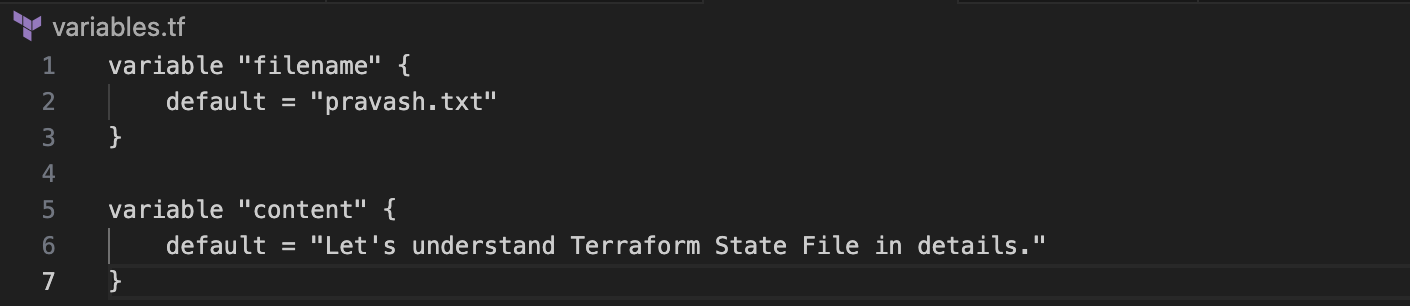 variables.tf
1 variable "filename" {
2 default = "pravash.txt"
3 }
4
5 variable "content" {
6 default = "Let's understand Terraform State File in details."
7 }